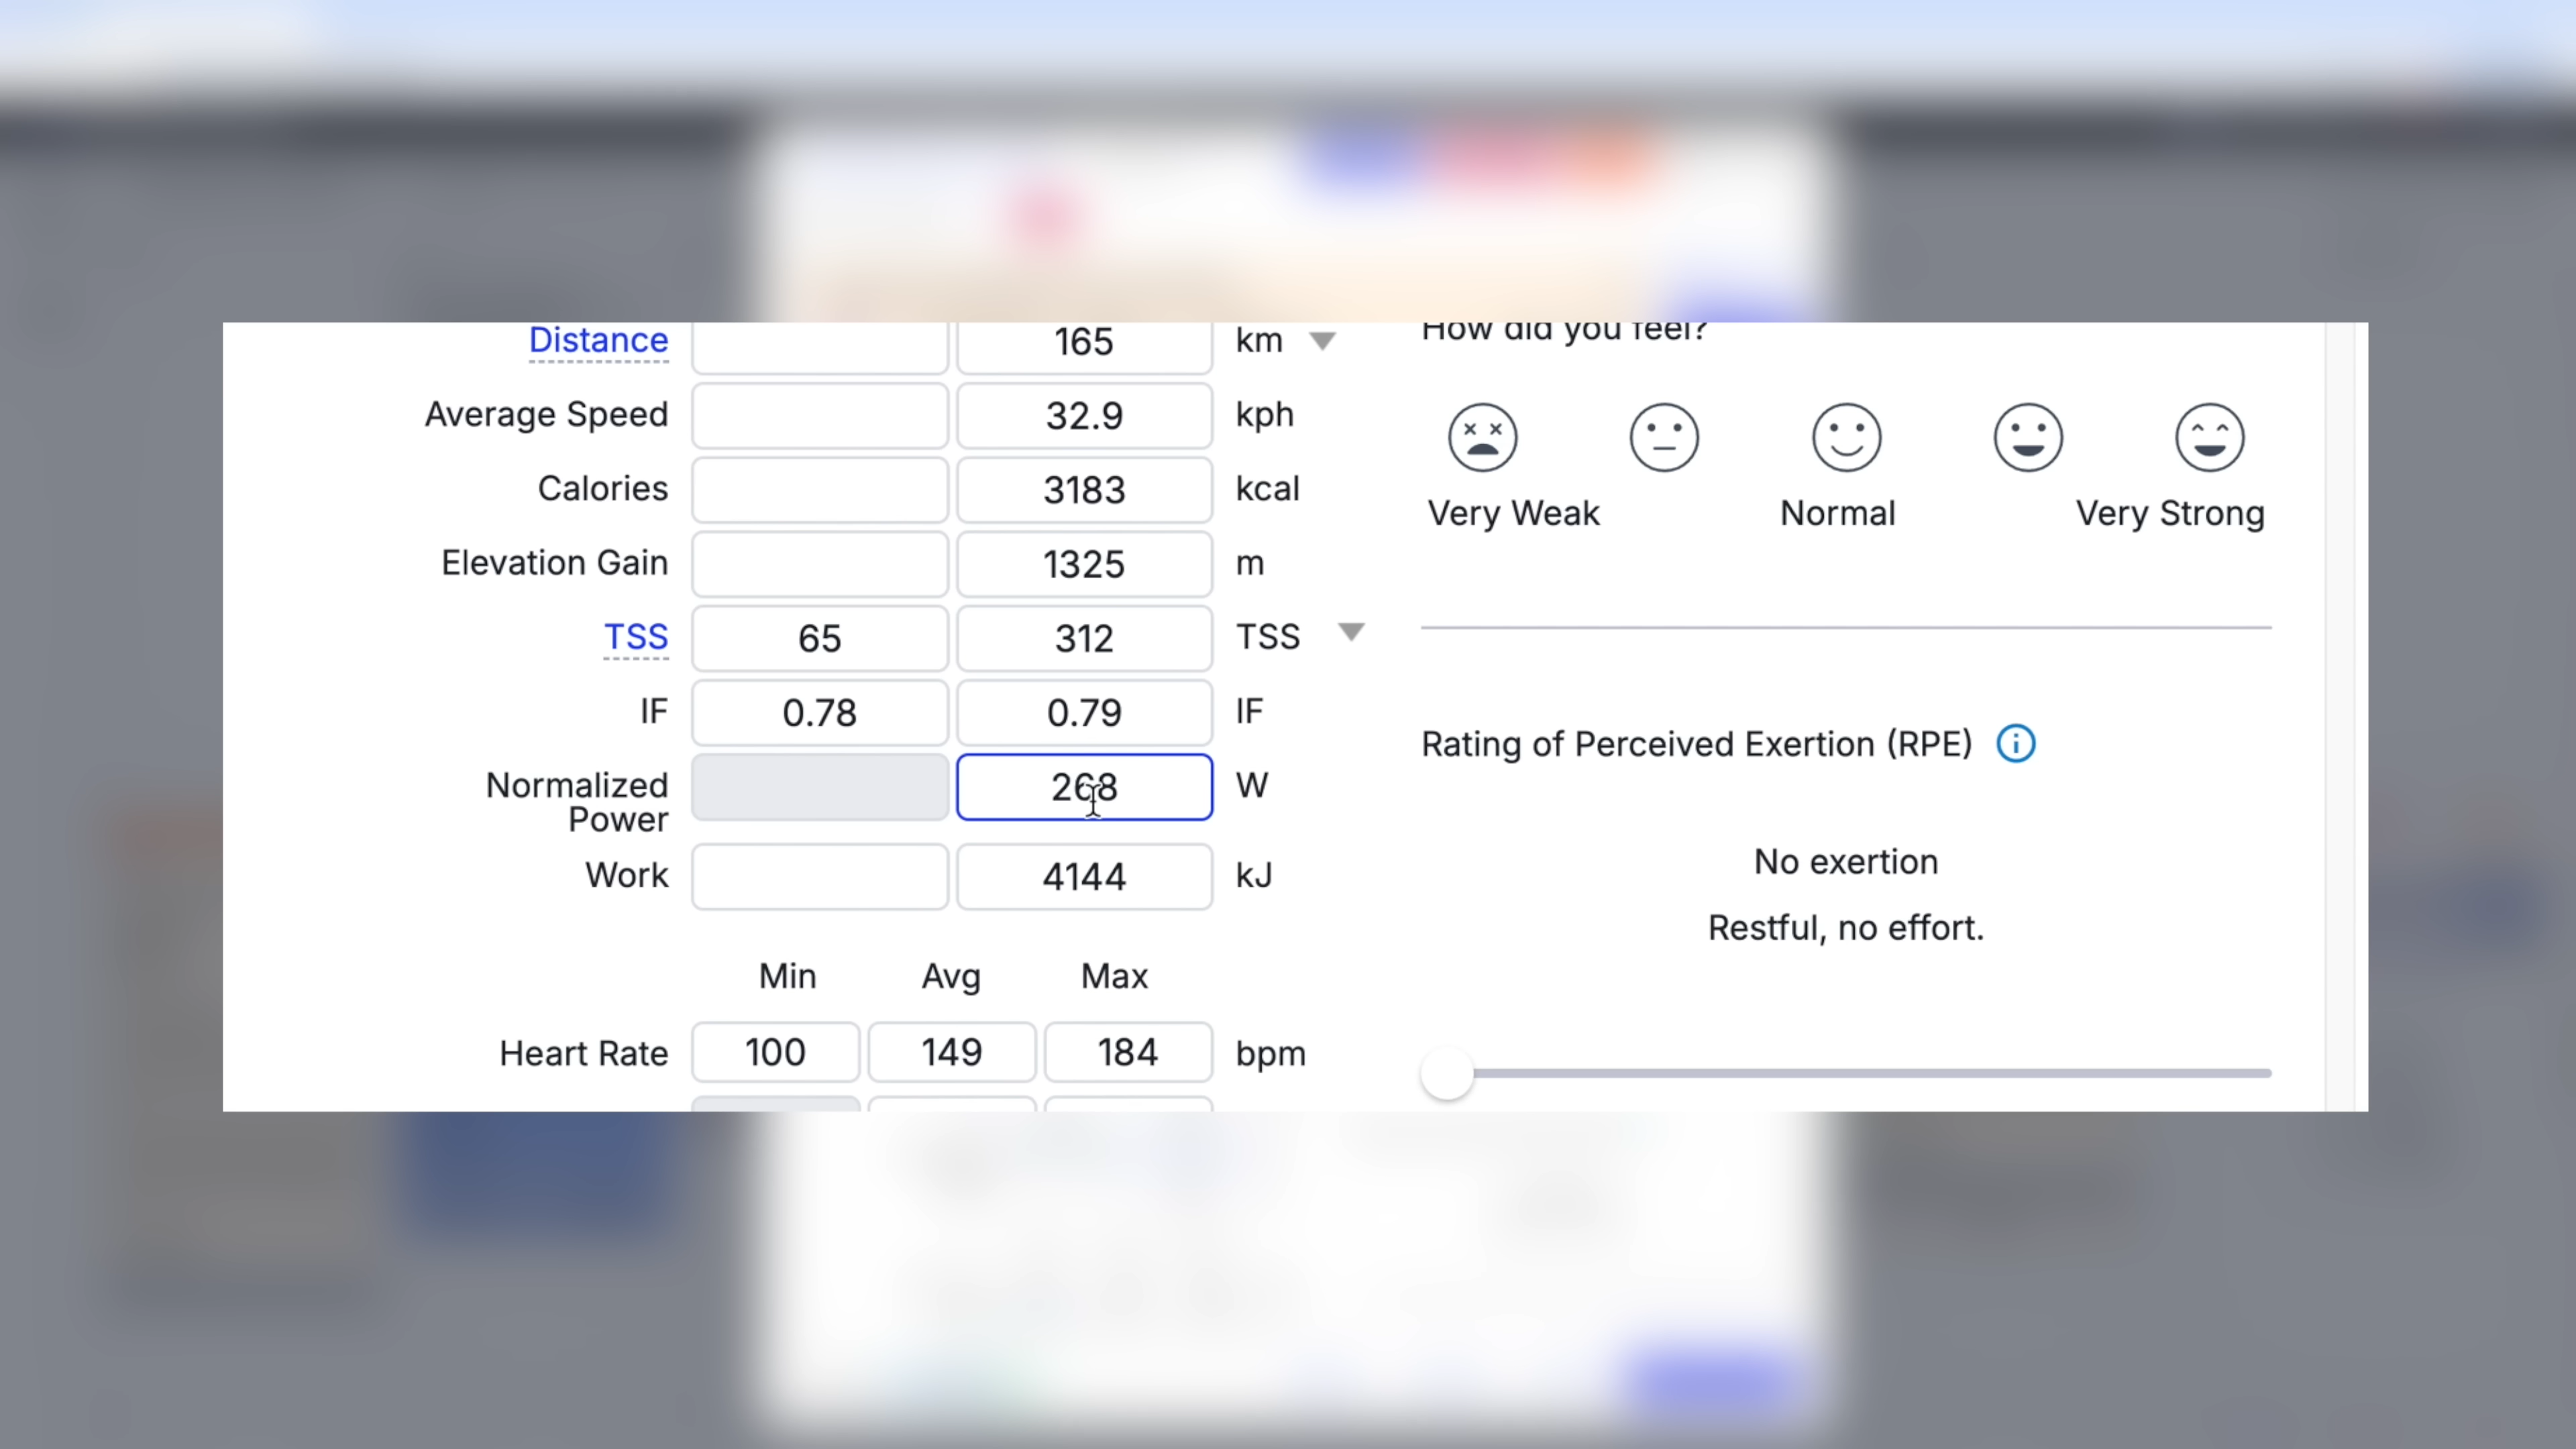 Distance 165 km
How did you feel?
Average Speed 32.9 kph
Calories 3183 kcal
Very Weak Normal Very Strong
Elevation Gain 1325 m
TSS 65 312 TSS
IF 0.78 0.79 IF
Rating of Perceived Exertion (RPE)
Normalized 268 W
Power
Work 4144 kJ
No exertion
Restful, no effort.
Min Avg Max
Heart Rate 100 149 184 bpm